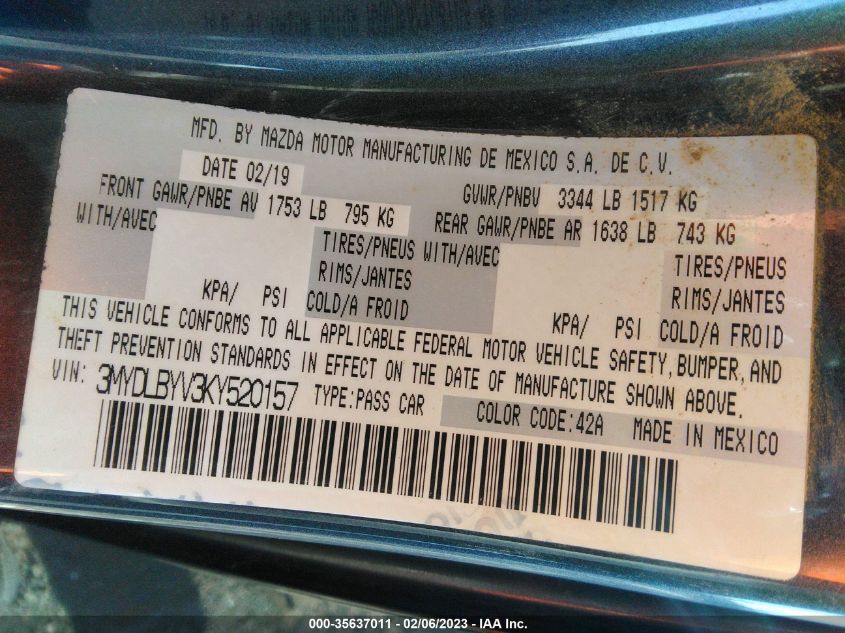 MFD. BY MAZDA MOTOR MANUFACTURING DE MEXICO S.A. DE C.V.
DATE 02/19 GVWR/PNBV 3344 LB 1517 KG
FRONT GAWR/PNBE AV 1753 LB 795 KG REAR GAWR/PNBE AR 1638 LB 743 KG
WITH/AVEC TIRES/PNEUS WITH/AVEC TIRES/PNEUS
RIMS/JANTES RIMS/JANTES
KPA/ PSI COLD/A FROID KPA/ PSI COLD/A FROID
THIS VEHICLE CONFORMS TO ALL APPLICABLE FEDERAL MOTOR VEHICLE SAFETY, BUMPER, AND
THEFT PREVENTION STANDARDS IN EFFECT ON THE DATE OF MANUFACTURE SHOWN ABOVE.
VIN: 3MYDLBYV3KY520157 TYPE:PASS CAR COLOR CODE:42A MADE IN MEXICO
000-35637011 - 02/06/2023 - IAA Inc.